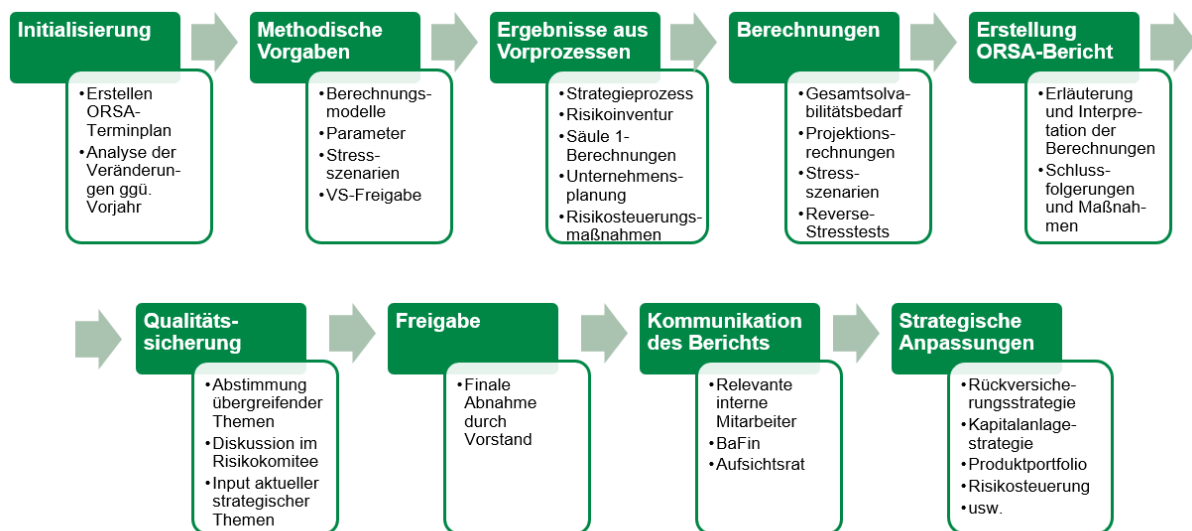 Initialisierung
• Erstellen
ORSA-
Terminplan
• Analyse der
Veränderun-
gen ggü.
Vorjahr
Methodische
Vorgaben
• Berechnungs-
modelle
• Parameter
• Stress-
szenarien
• VS-Freigabe
Ergebnisse aus
Vorprozessen
• Strategieprozess
• Risikoinventur
• Säule 1-
Berechnungen
• Unternehmens-
planung
• Risikosteuerungs-
maßnahmen
Berechnungen
• Gesamtsolva-
bilitätsbedarf
• Projektions-
rechnungen
• Stress-
szenarien
• Reverse-
Stresstests
Erstellung
ORSA-Bericht
• Erläuterung
und Interpre-
tation der
Berechnungen
• Schluss-
folgerungen
und Maßnah-
men
Qualitäts-
sicherung
• Abstimmung
übergreifender
Themen
• Diskussion im
Risikokomitee
• Input aktueller
strategischer
Themen
Freigabe
• Finale
Abnahme
durch
Vorstand
Kommunikation
des Berichts
• Relevante
interne
Mitarbeiter
• BaFin
• Aufsichtsrat
Strategische
Anpassungen
• Rückversiche-
rungsstrategie
• Kapitalanlage-
strategie
• Produktportfolio
• Risikosteuerung
• usw.